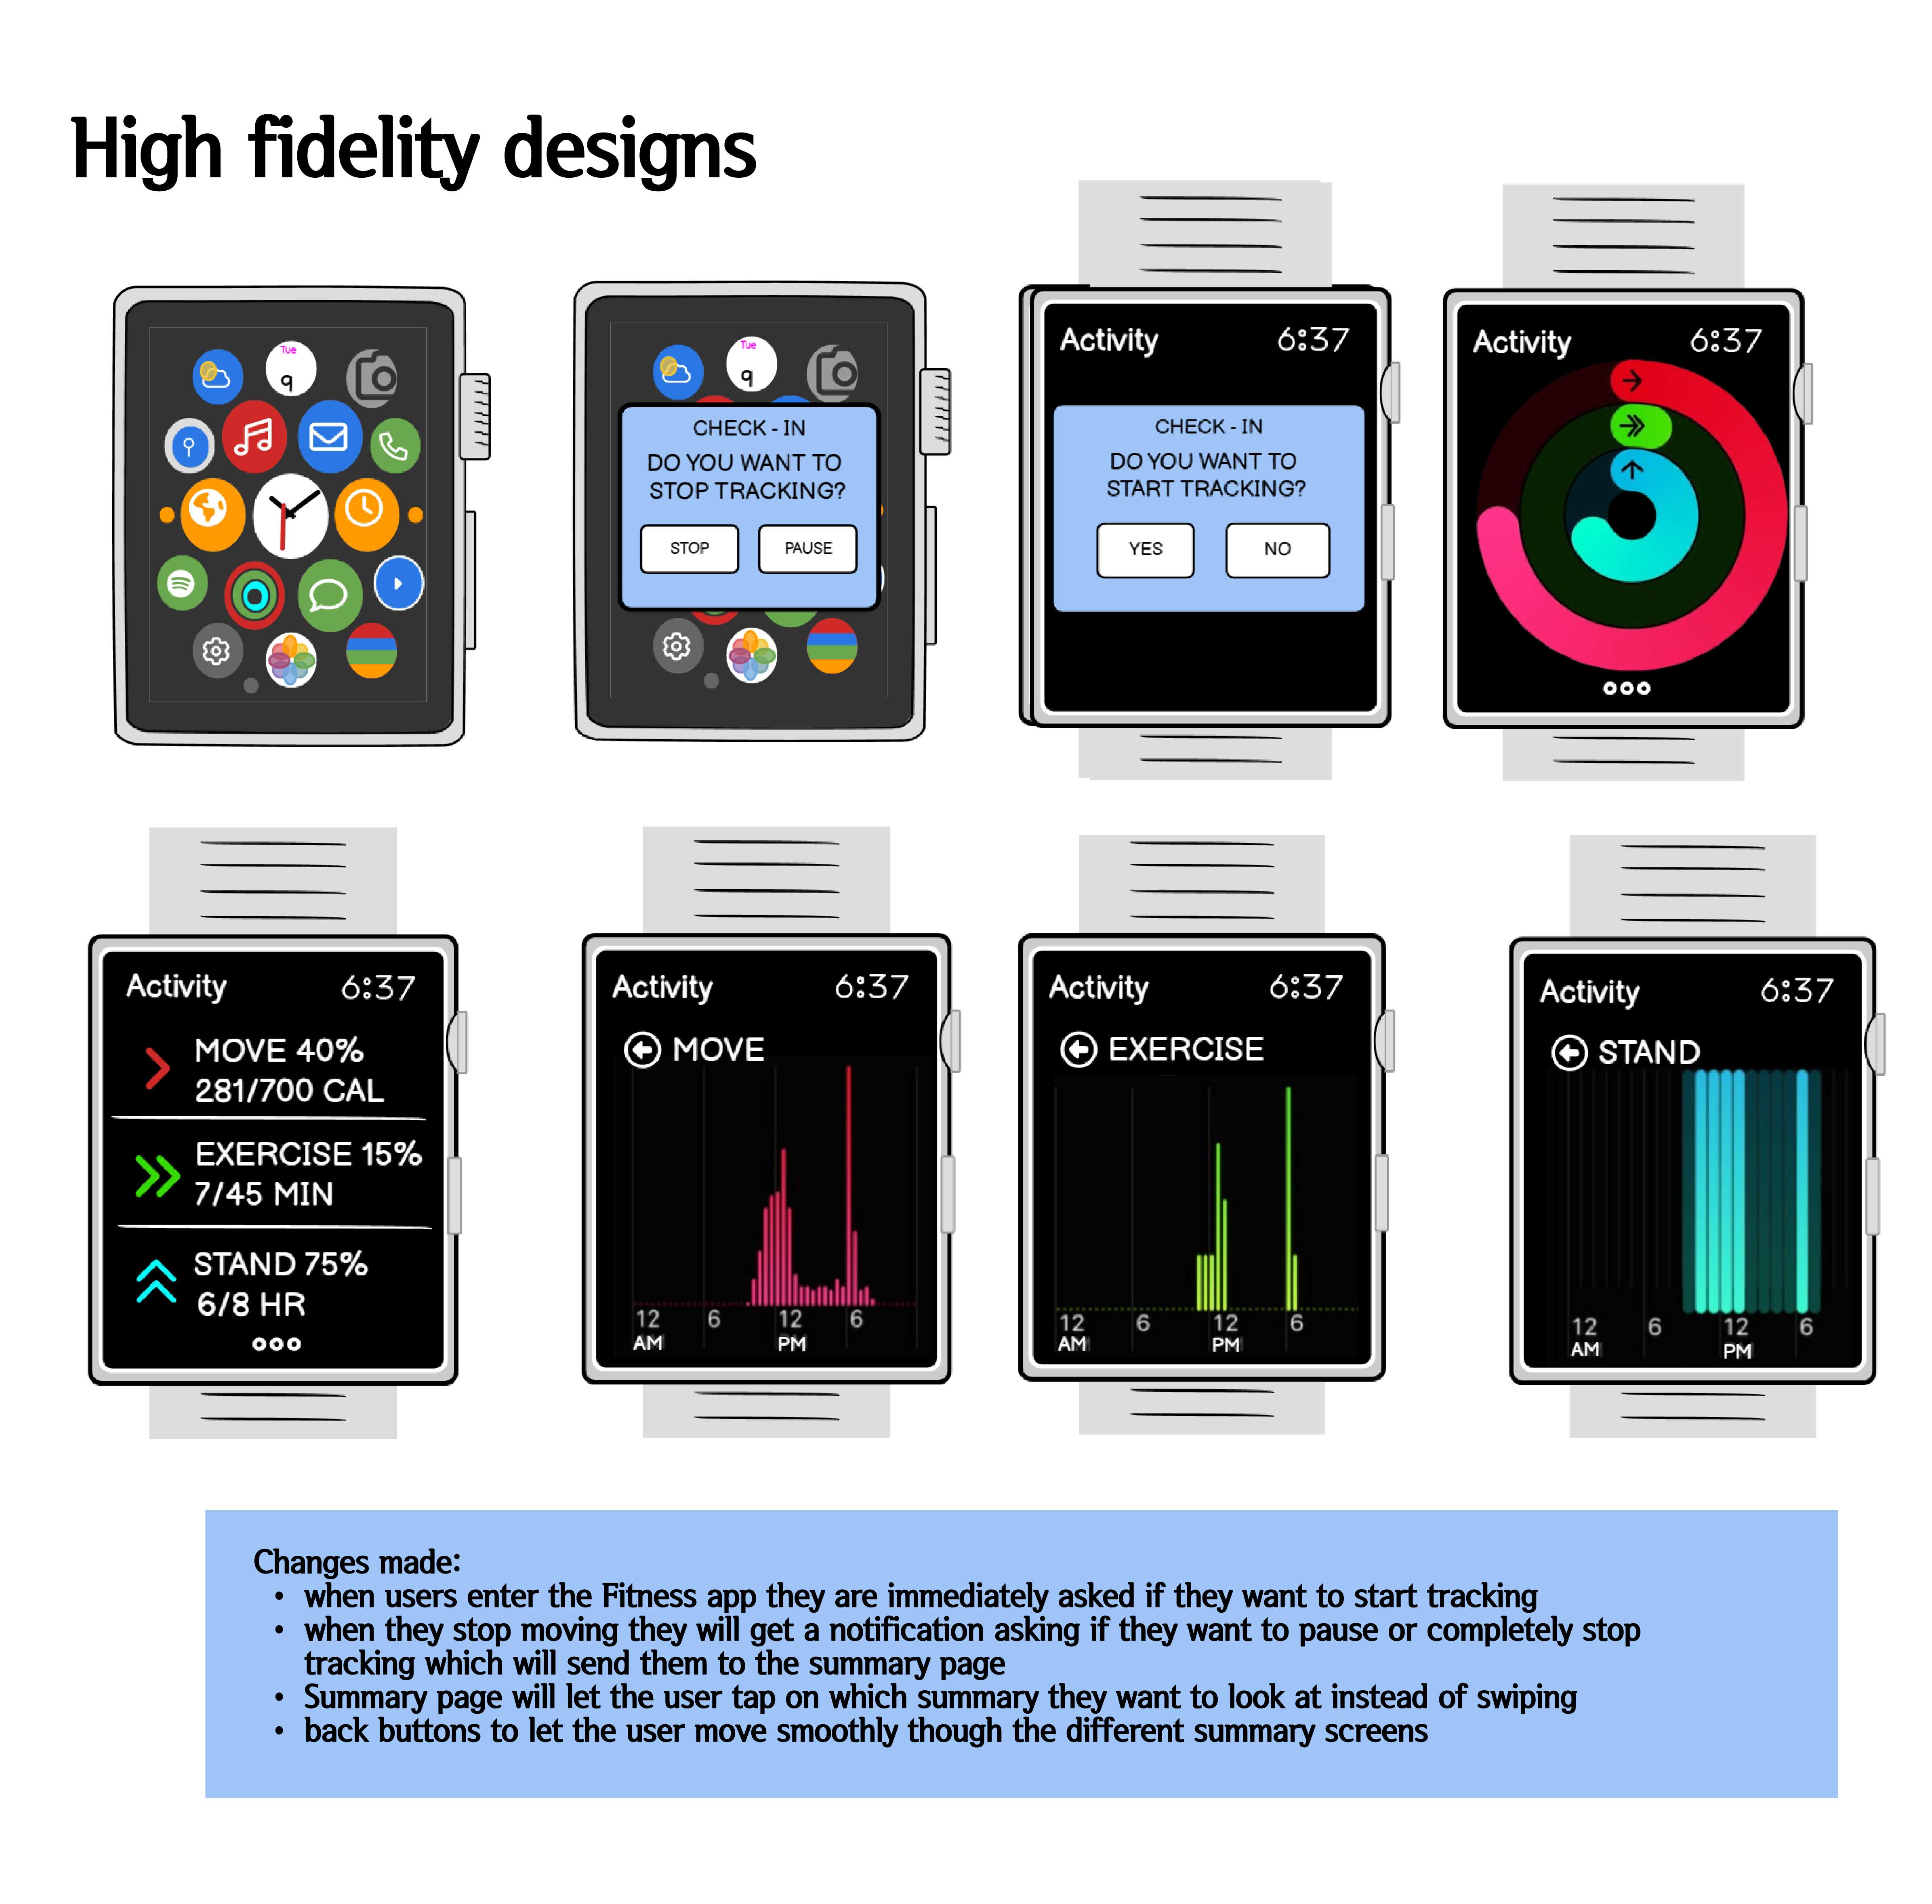 High fidelity designs
Tue
9
Tue
9
CHECK - IN
DO YOU WANT TO
STOP TRACKING?
STOP PAUSE
Activity 6:37
CHECK - IN
DO YOU WANT TO
START TRACKING?
YES NO
Activity 6:37
Activity 6:37
MOVE 40%
281/700 CAL
EXERCISE 15%
7/45 MIN
STAND 75%
6/8 HR
Activity 6:37
MOVE
12 6 12 6
AM PM
Activity 6:37
EXERCISE
12 6 12 6
AM PM
Activity 6:37
STAND
12 6 12 6
AM PM
Changes made:
• when users enter the Fitness app they are immediately asked if they want to start tracking
• when they stop moving they will get a notification asking if they want to pause or completely stop
tracking which will send them to the summary page
• Summary page will let the user tap on which summary they want to look at instead of swiping
• back buttons to let the user move smoothly though the different summary screens